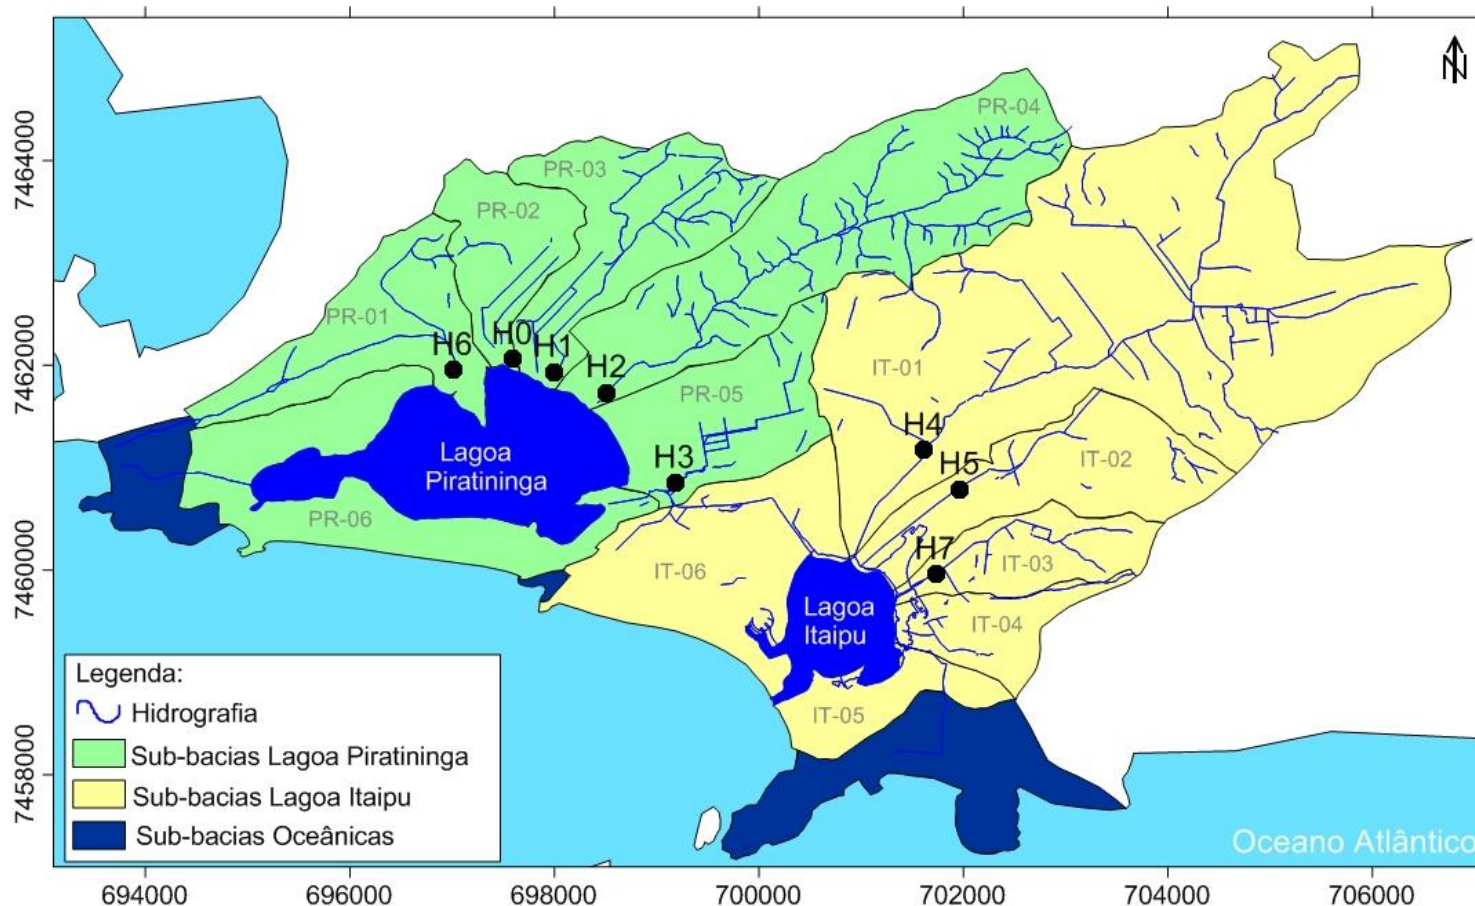 N
PR-04
PR-03
PR-02
PR-01
H6
H0
H1
H2
IT-01
PR-05
H4
H3
H5
IT-02
Lagoa
Piratininga
PR-06
IT-06
H7
IT-03
Lagoa
Itaipu
IT-04
IT-05
Legenda:
Hidrografia
Sub-bacias Lagoa Piratininga
Sub-bacias Lagoa Itaipu
Sub-bacias Oceânicas
Oceano Atlântico
7464000
7462000
7460000
7458000
694000
696000
698000
700000
702000
704000
706000